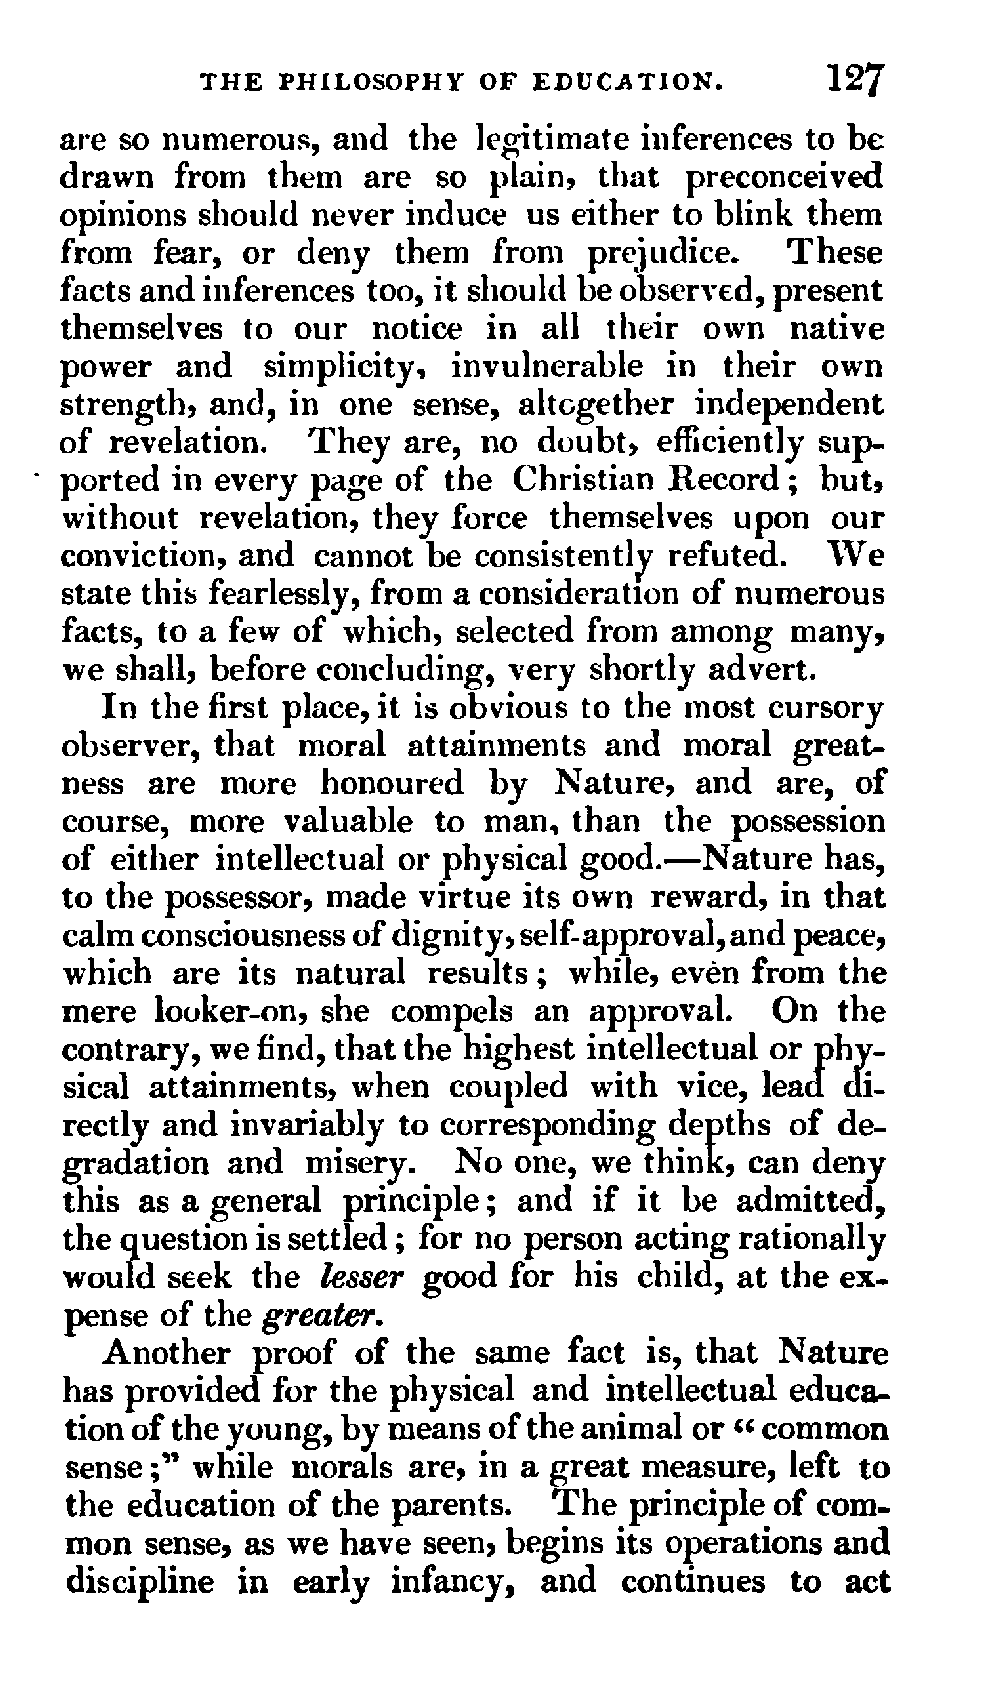 THE PHILOSOPHY OF EDUCATION. 127
are so numerous, and the legitimate inferences to be
drawn from them are so plain, that preconceived
opinions should never induce us either to blink them
from fear, or deny them from prejudice. These
facts and inferences too, it should be observed, present
themselves to our notice in all their own native
power and simplicity, invulnerable in their own
strength, and, in one sense, altogether independent
of revelation. They are, no doubt, efficiently sup-
ported in every page of the Christian Record; but,
without revelation, they force themselves upon our
conviction, and cannot be consistently refuted. We
state this fearlessly, from a consideration of numerous
facts, to a few of which, selected from among many,
we shall, before concluding, very shortly advert.
In the first place, it is obvious to the most cursory
observer, that moral attainments and moral great-
ness are more honoured by Nature, and are, of
course, more valuable to man, than the possession
of either intellectual or physical good.—Nature has,
to the possessor, made virtue its own reward, in that
calm consciousness of dignity, self-approval, and peace,
which are its natural results; while, even from the
mere looker-on, she compels an approval. On the
contrary, we find, that the highest intellectual or phy-
sical attainments, when coupled with vice, lead di-
rectly and invariably to corresponding depths of de-
gradation and misery. No one, we think, can deny
this as a general principle; and if it be admitted,
the question is settled; for no person acting rationally
would seek the lesser good for his child, at the ex-
pense of the greater.
Another proof of the same fact is, that Nature
has provided for the physical and intellectual educa-
tion of the young, by means of the animal or "common
sense;" while morals are, in a great measure, left to
the education of the parents. The principle of com-
mon sense, as we have seen, begins its operations and
discipline in early infancy, and continues to act